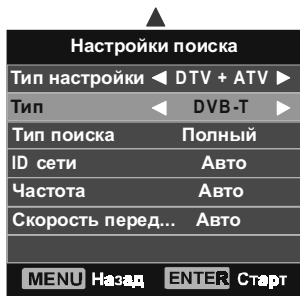 Настройки поиска
Тип настройки DTV + ATV
Тип DVB-T
Тип поиска Полный
ID сети Авто
Частота Авто
Скорость перед... Авто
MENU Назад ENTER Старт